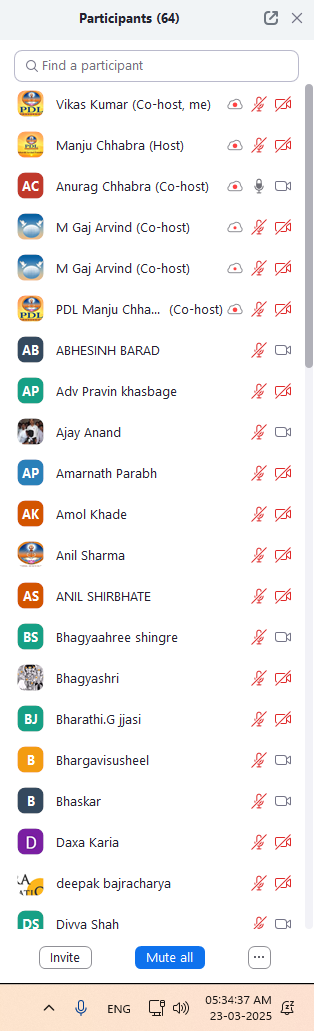 Participants (64)
Find a participant
PDL Vikas Kumar (Co-host, me)
PDL Manju Chhabra (Host)
AC Anurag Chhabra (Co-host)
M Gaj Arvind (Co-host)
M Gaj Arvind (Co-host)
PDL PDL Manju Chha... (Co-host)
AB ABHESINH BARAD
AP Adv Pravin khasbage
Ajay Anand
AP Amarnath Parabh
AK Amol Khade
Anil Sharma
AS ANIL SHIRBHATE
BS Bhagyaahree shingre
Bhagyashri
BJ Bharathi.G jjasi
B Bhargavisusheel
B Bhaskar
D Daxa Karia
deepak bajracharya
DS Divya Shah
Invite Mute all ...
ENG 05:34:37 AM
23-03-2025